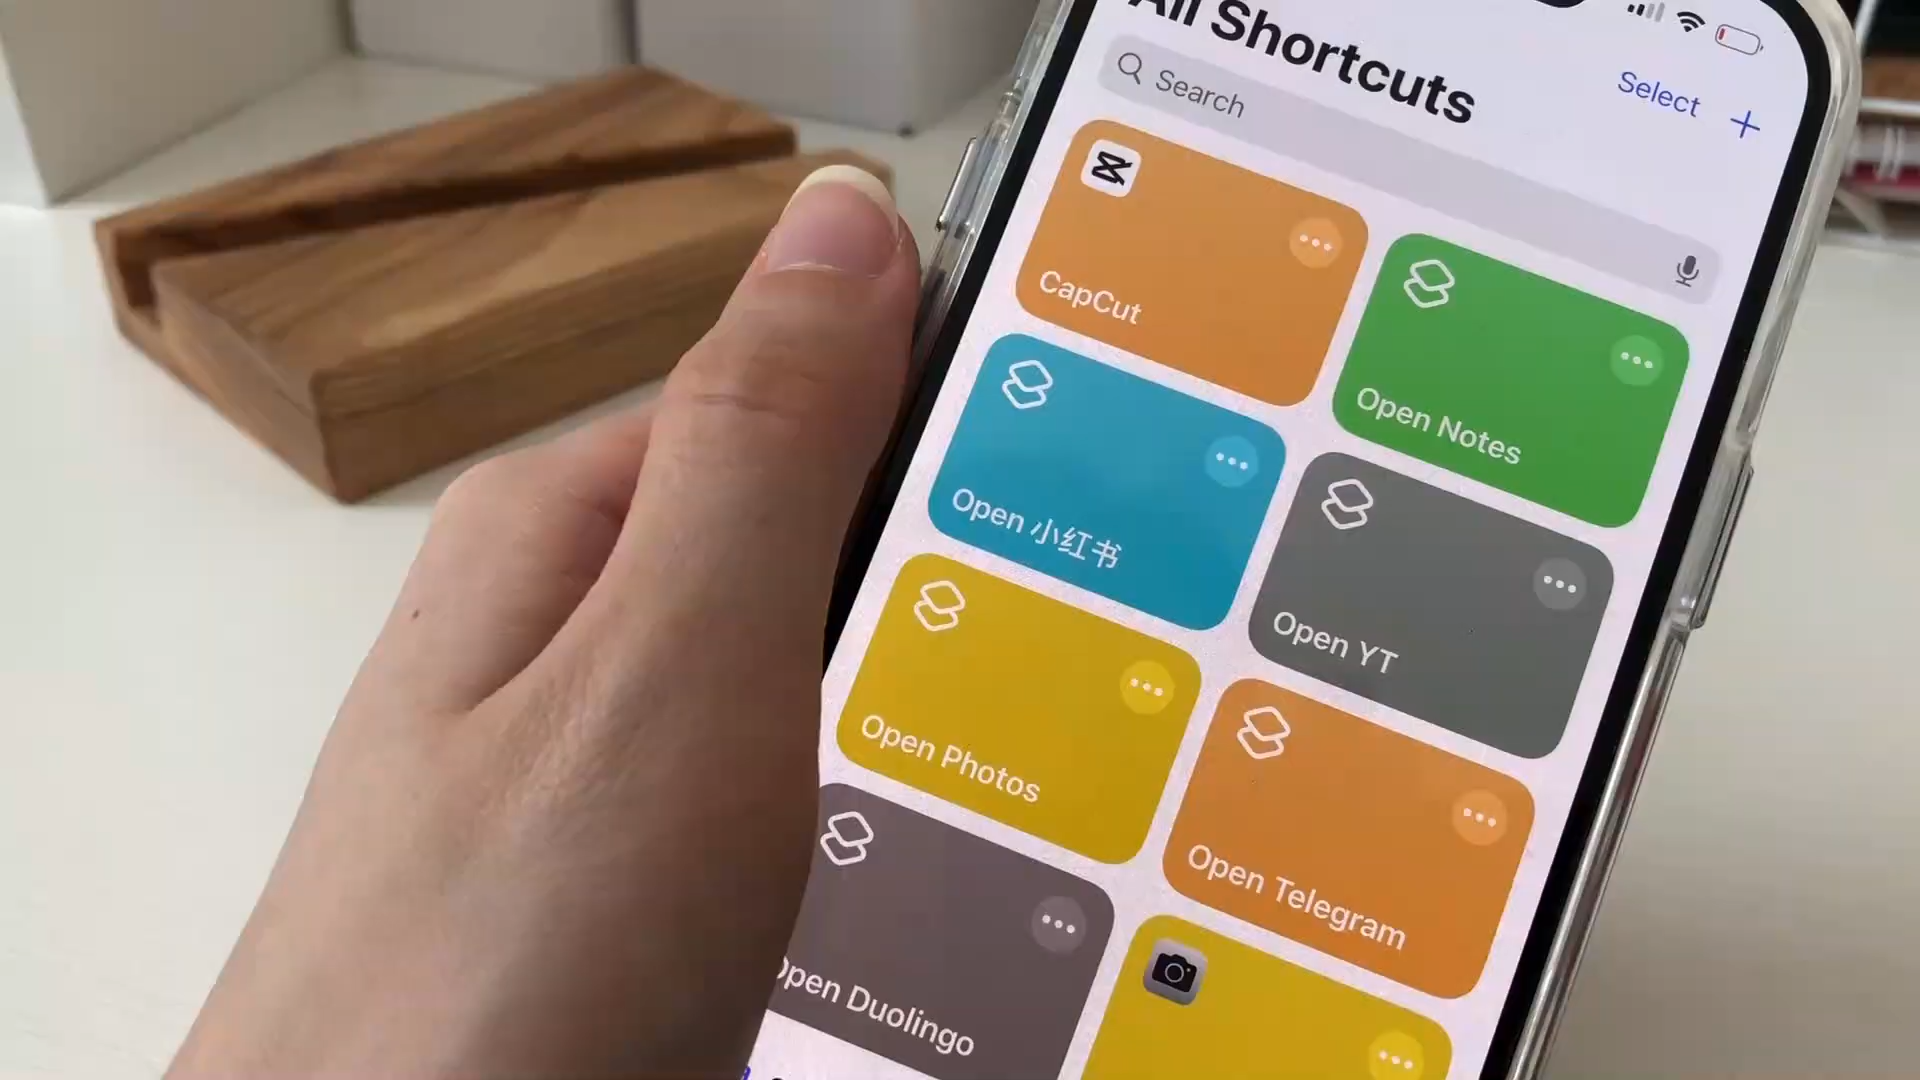 All Shortcuts
Select
Search
CapCut
Open Notes
Open 小红书
Open YT
Open Photos
Open Telegram
Open Duolingo